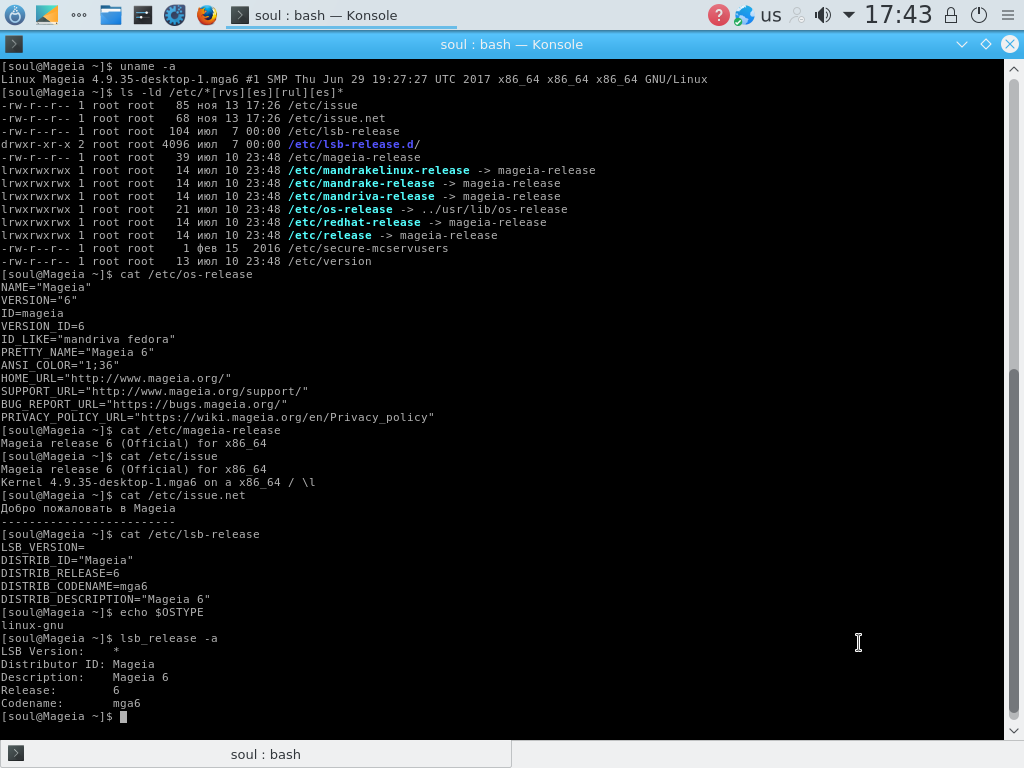 soul : bash — Konsole
us
17:43
soul : bash — Konsole
[soul@Mageia ~]$ uname -a
Linux Mageia 4.9.35-desktop-1.mga6 #1 SMP Thu Jun 29 19:27:27 UTC 2017 x86_64 x86_64 x86_64 GNU/Linux
[soul@Mageia ~]$ ls -ld /etc/*[rvs][es][rul][es]*
-rw-r--r-- 1 root root   85 ноя 13 17:26 /etc/issue
-rw-r--r-- 1 root root   68 ноя 13 17:26 /etc/issue.net
-rw-r--r-- 1 root root  104 июл  7 00:00 /etc/lsb-release
drwxr-xr-x 2 root root 4096 июл  7 00:00 /etc/lsb-release.d/
-rw-r--r-- 1 root root   39 июл 10 23:48 /etc/mageia-release
lrwxrwxrwx 1 root root   14 июл 10 23:48 /etc/mandrakelinux-release -> mageia-release
lrwxrwxrwx 1 root root   14 июл 10 23:48 /etc/mandrake-release -> mageia-release
lrwxrwxrwx 1 root root   14 июл 10 23:48 /etc/mandriva-release -> mageia-release
lrwxrwxrwx 1 root root   21 июл 10 23:48 /etc/os-release -> ../usr/lib/os-release
lrwxrwxrwx 1 root root   14 июл 10 23:48 /etc/redhat-release -> mageia-release
lrwxrwxrwx 1 root root   14 июл 10 23:48 /etc/release -> mageia-release
-rw-r--r-- 1 root root    1 фев 15  2016 /etc/secure-mcservusers
-rw-r--r-- 1 root root   13 июл 10 23:48 /etc/version
[soul@Mageia ~]$ cat /etc/os-release
NAME="Mageia"
VERSION="6"
ID=mageia
VERSION_ID=6
ID_LIKE="mandriva fedora"
PRETTY_NAME="Mageia 6"
ANSI_COLOR="1;36"
HOME_URL="http://www.mageia.org/"
SUPPORT_URL="http://www.mageia.org/support/"
BUG_REPORT_URL="https://bugs.mageia.org/"
PRIVACY_POLICY_URL="https://wiki.mageia.org/en/Privacy_policy"
[soul@Mageia ~]$ cat /etc/mageia-release
Mageia release 6 (Official) for x86_64
[soul@Mageia ~]$ cat /etc/issue
Mageia release 6 (Official) for x86_64
Kernel 4.9.35-desktop-1.mga6 on a x86_64 / \l
[soul@Mageia ~]$ cat /etc/issue.net
Добро пожаловать в Mageia
-------------------------
[soul@Mageia ~]$ cat /etc/lsb-release
LSB_VERSION=
DISTRIB_ID="Mageia"
DISTRIB_RELEASE=6
DISTRIB_CODENAME=mga6
DISTRIB_DESCRIPTION="Mageia 6"
[soul@Mageia ~]$ echo $OSTYPE
linux-gnu
[soul@Mageia ~]$ lsb_release -a
LSB Version:    *
Distributor ID: Mageia
Description:    Mageia 6
Release:        6
Codename:       mga6
[soul@Mageia ~]$
soul : bash